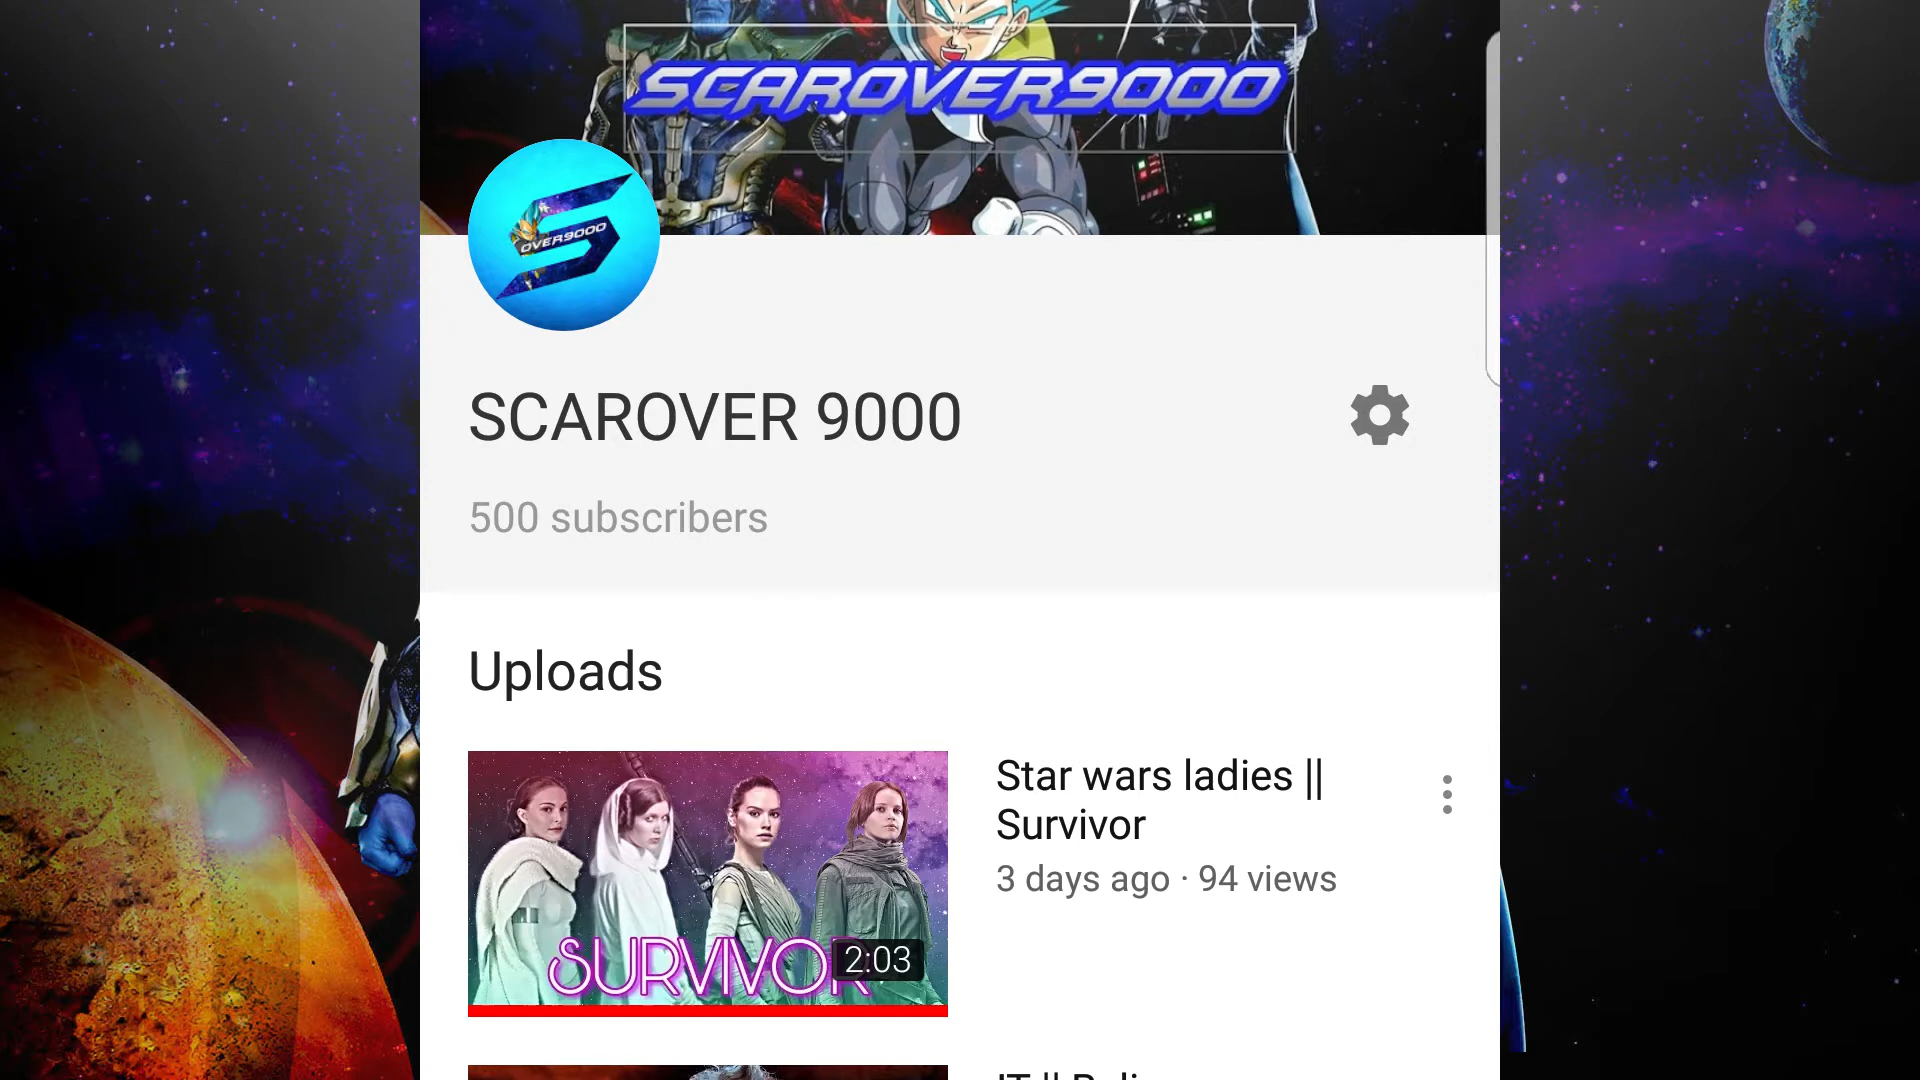 SCAROVER9000
OVER9000
SCAROVER 9000
500 subscribers
Uploads
Star wars ladies ||
Survivor
3 days ago · 94 views
SURVIVOR
2:03